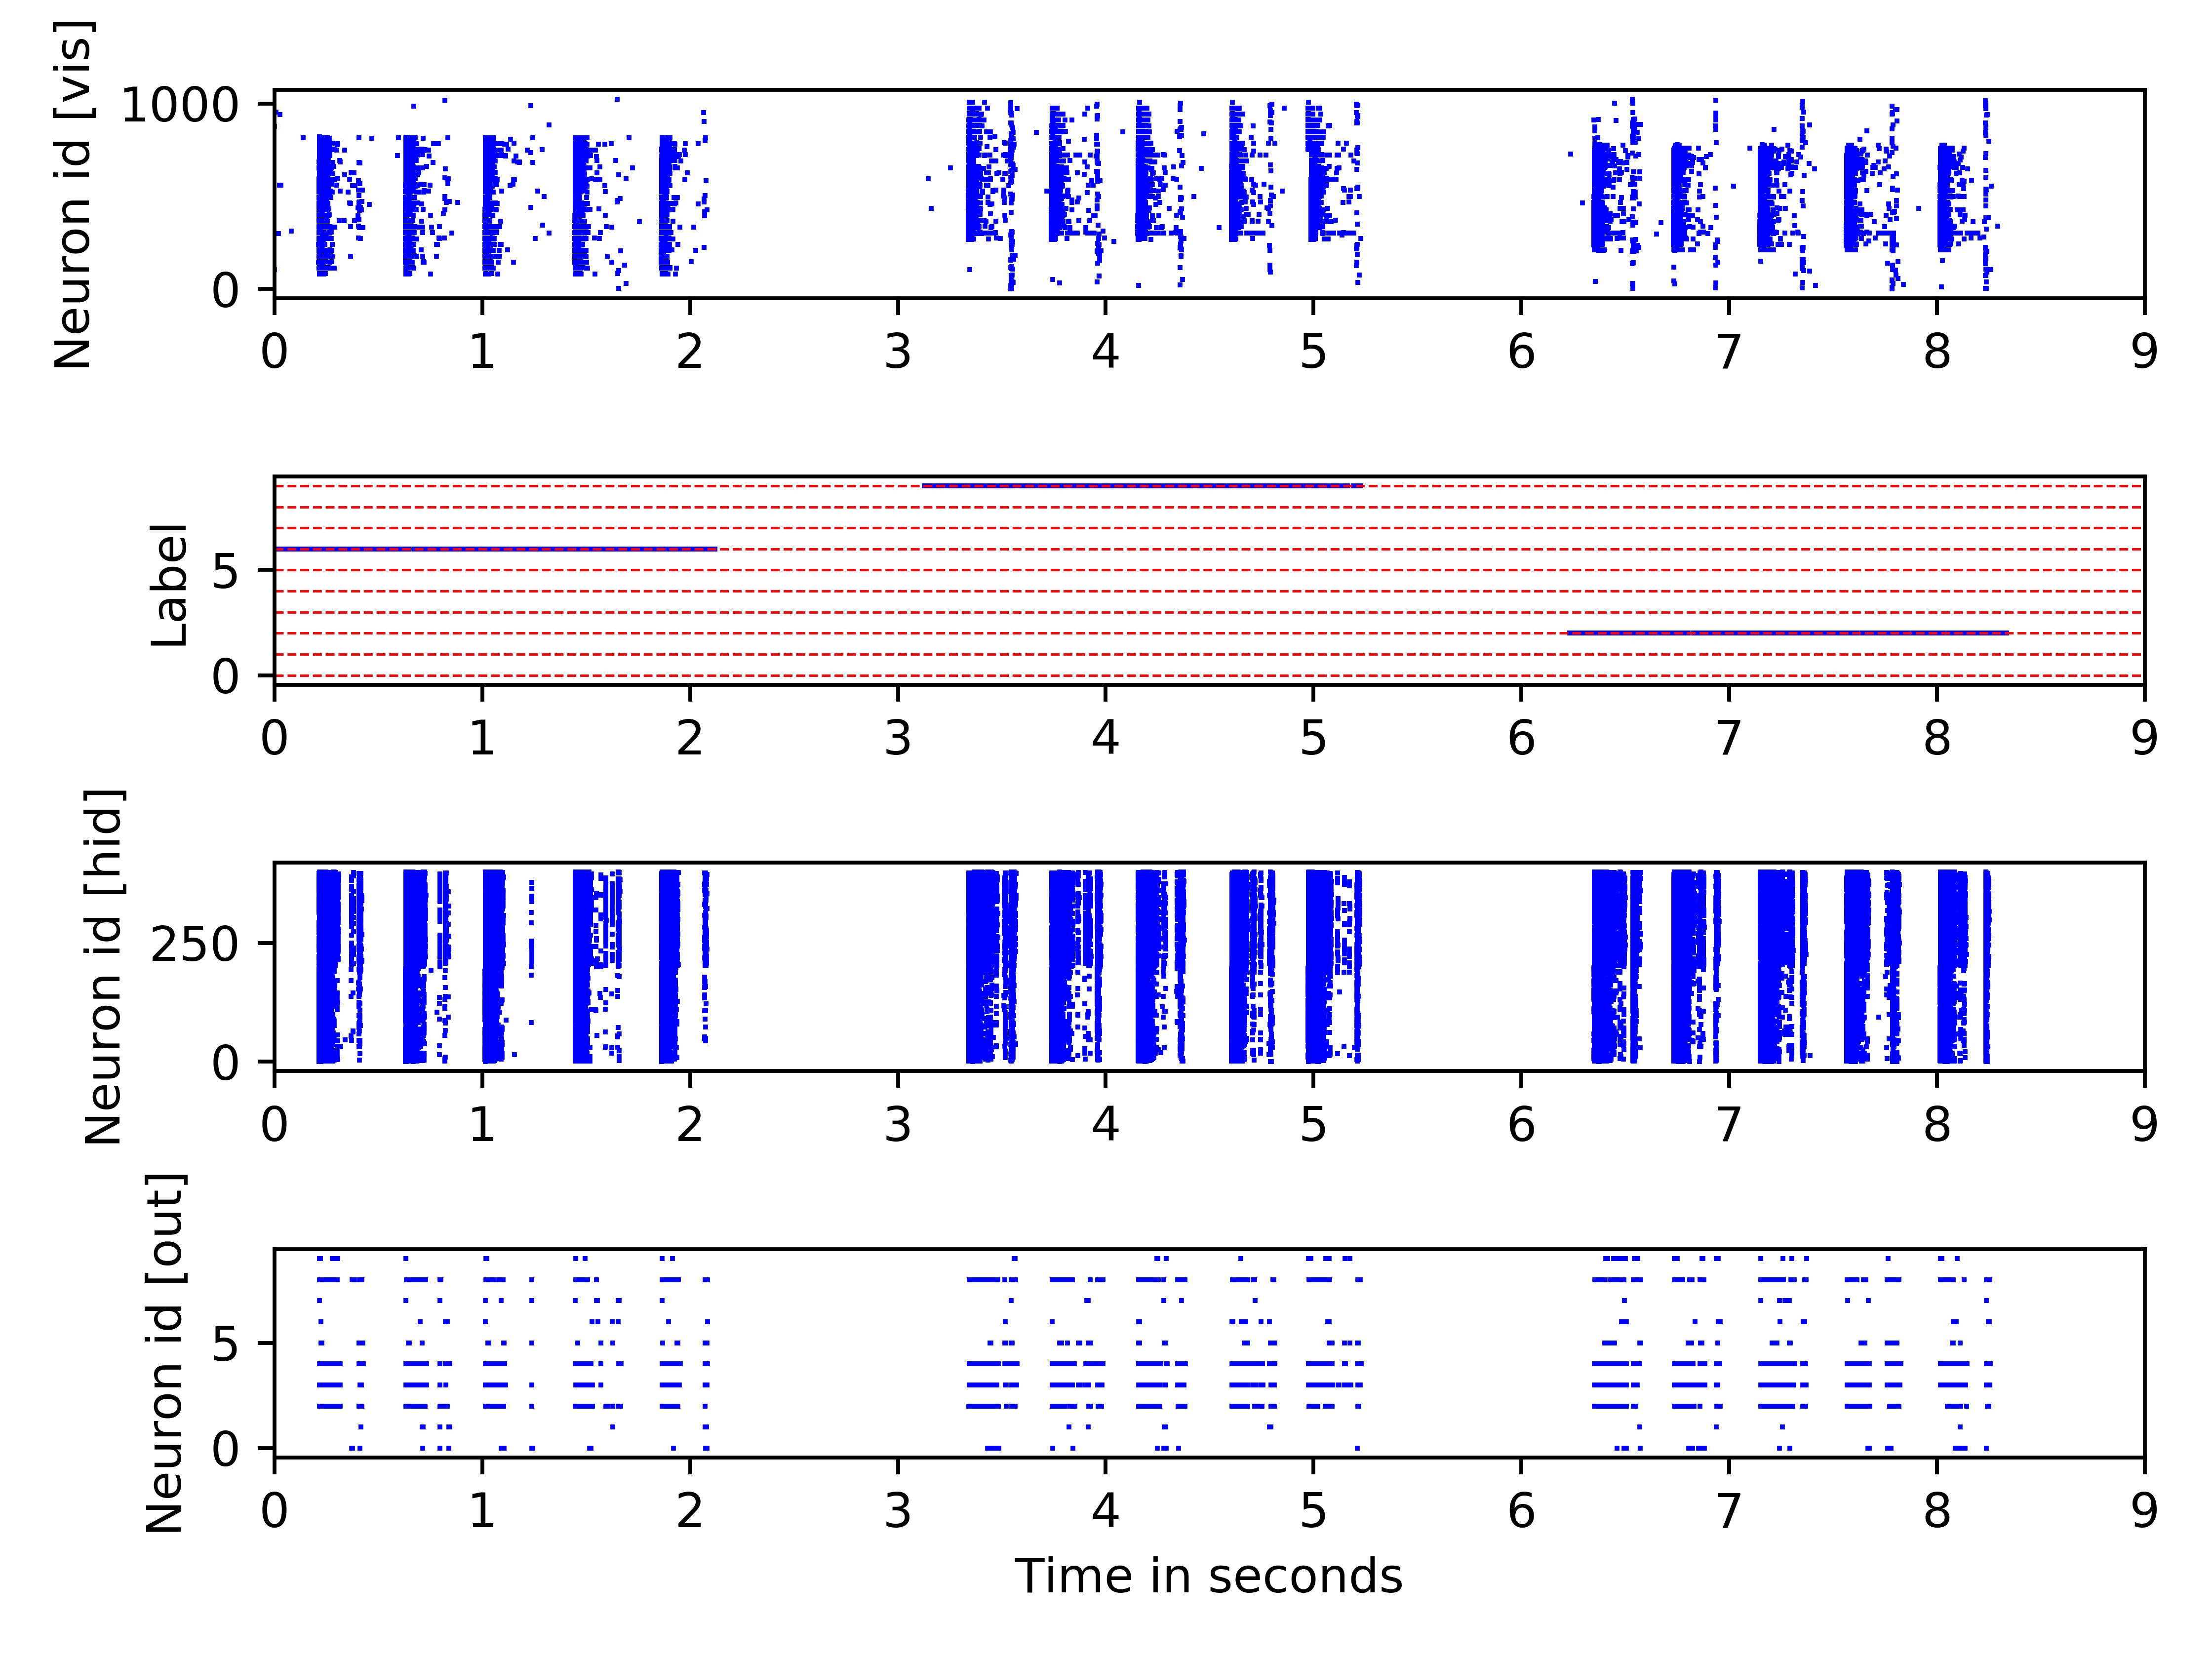 Neuron id [vis]
1000
0
0 1 2 3 4 5 6 7 8 9
Label
5
0
0 1 2 3 4 5 6 7 8 9
Neuron id [hid]
250
0
0 1 2 3 4 5 6 7 8 9
Neuron id [out]
5
0
0 1 2 3 4 5 6 7 8 9
Time in seconds